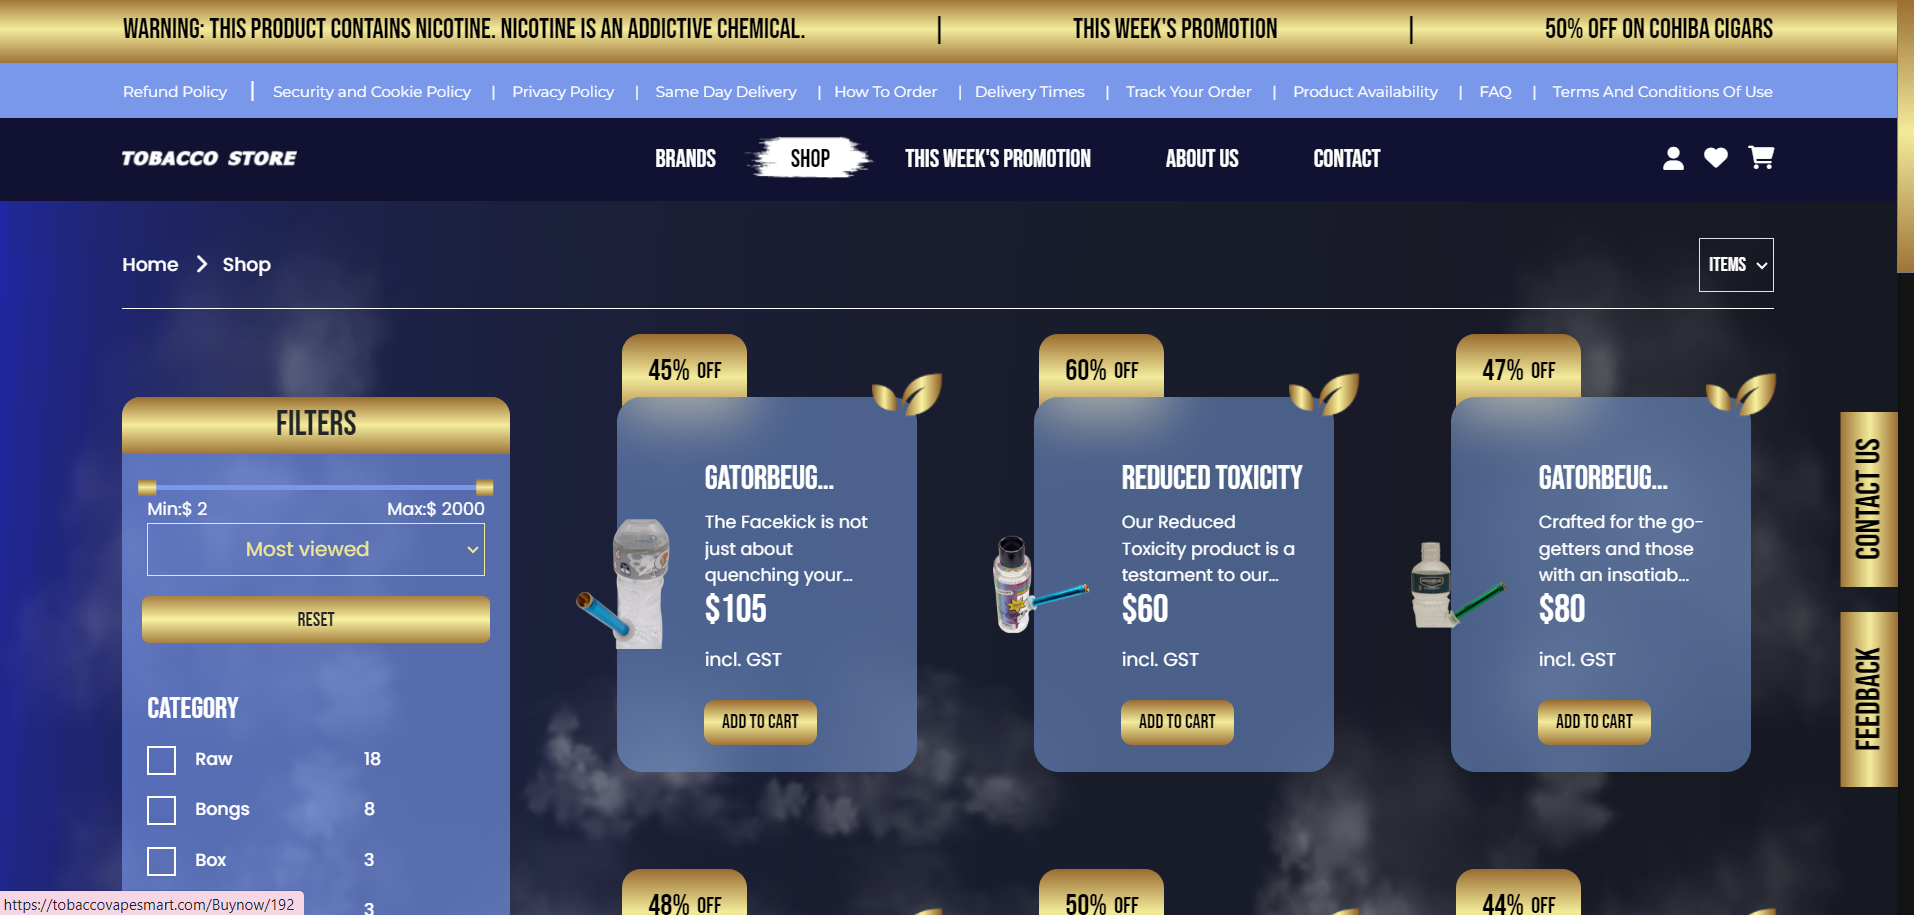 WARNING: THIS PRODUCT CONTAINS NICOTINE. NICOTINE IS AN ADDICTIVE CHEMICAL. | THIS WEEK'S PROMOTION | 50% OFF ON COHIBA CIGARS
Refund Policy | Security and Cookie Policy | Privacy Policy | Same Day Delivery | How To Order | Delivery Times | Track Your Order | Product Availability | FAQ | Terms And Conditions Of Use
TOBACCO STORE
BRANDS
SHOP
THIS WEEK'S PROMOTION
ABOUT US
CONTACT
Home
Shop
ITEMS
FILTERS
Min:$ 2
Max:$ 2000
Most viewed
RESET
CATEGORY
Raw 18
Bongs 8
Box 3
3
45% OFF
GATORBEUG...
The Facekick is not
just about
quenching your...
$105
incl. GST
ADD TO CART
60% OFF
REDUCED TOXICITY
Our Reduced
Toxicity product is a
testament to our...
$60
incl. GST
ADD TO CART
47% OFF
GATORBEUG...
Crafted for the go-
getters and those
with an insatiab...
$80
incl. GST
ADD TO CART
48% OFF
50% OFF
44% OFF
CONTACT US
FEEDBACK
https://tobaccovapesmart.com/Buynow/192